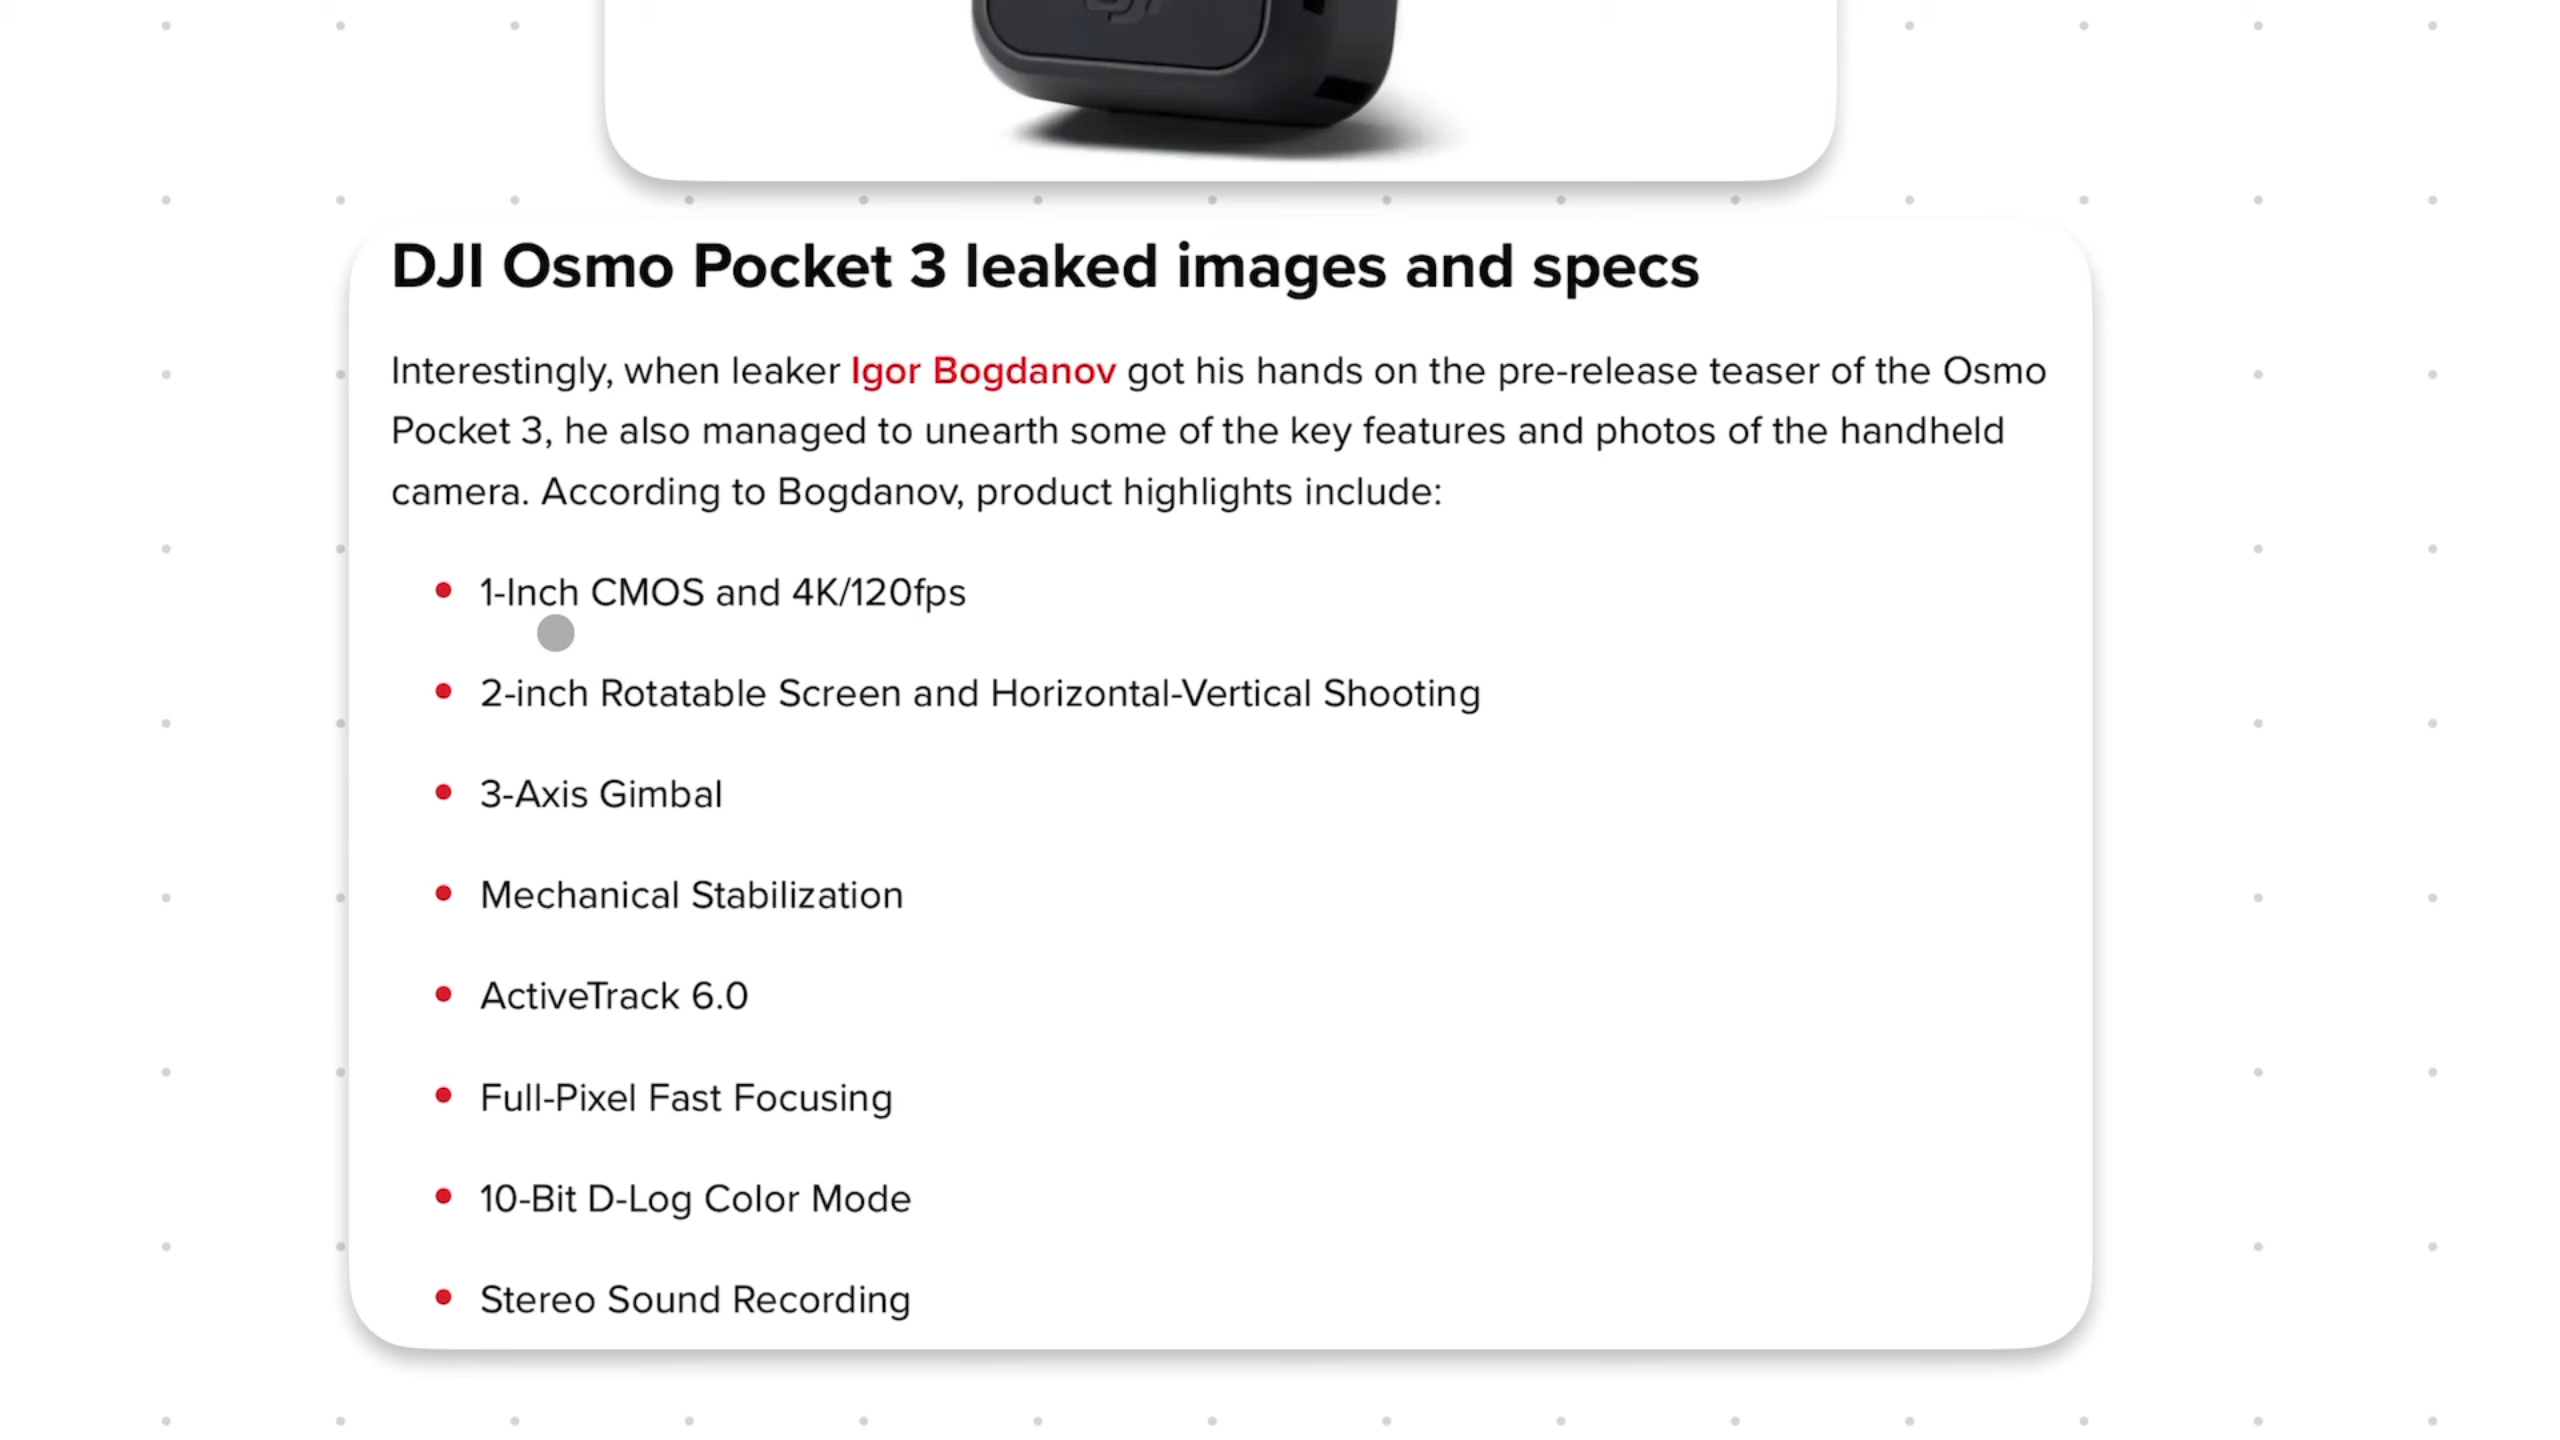 DJI Osmo Pocket 3 leaked images and specs
Interestingly, when leaker Igor Bogdanov got his hands on the pre-release teaser of the Osmo
Pocket 3, he also managed to unearth some of the key features and photos of the handheld
camera. According to Bogdanov, product highlights include:
1-Inch CMOS and 4K/120fps
2-inch Rotatable Screen and Horizontal-Vertical Shooting
3-Axis Gimbal
Mechanical Stabilization
ActiveTrack 6.0
Full-Pixel Fast Focusing
10-Bit D-Log Color Mode
Stereo Sound Recording